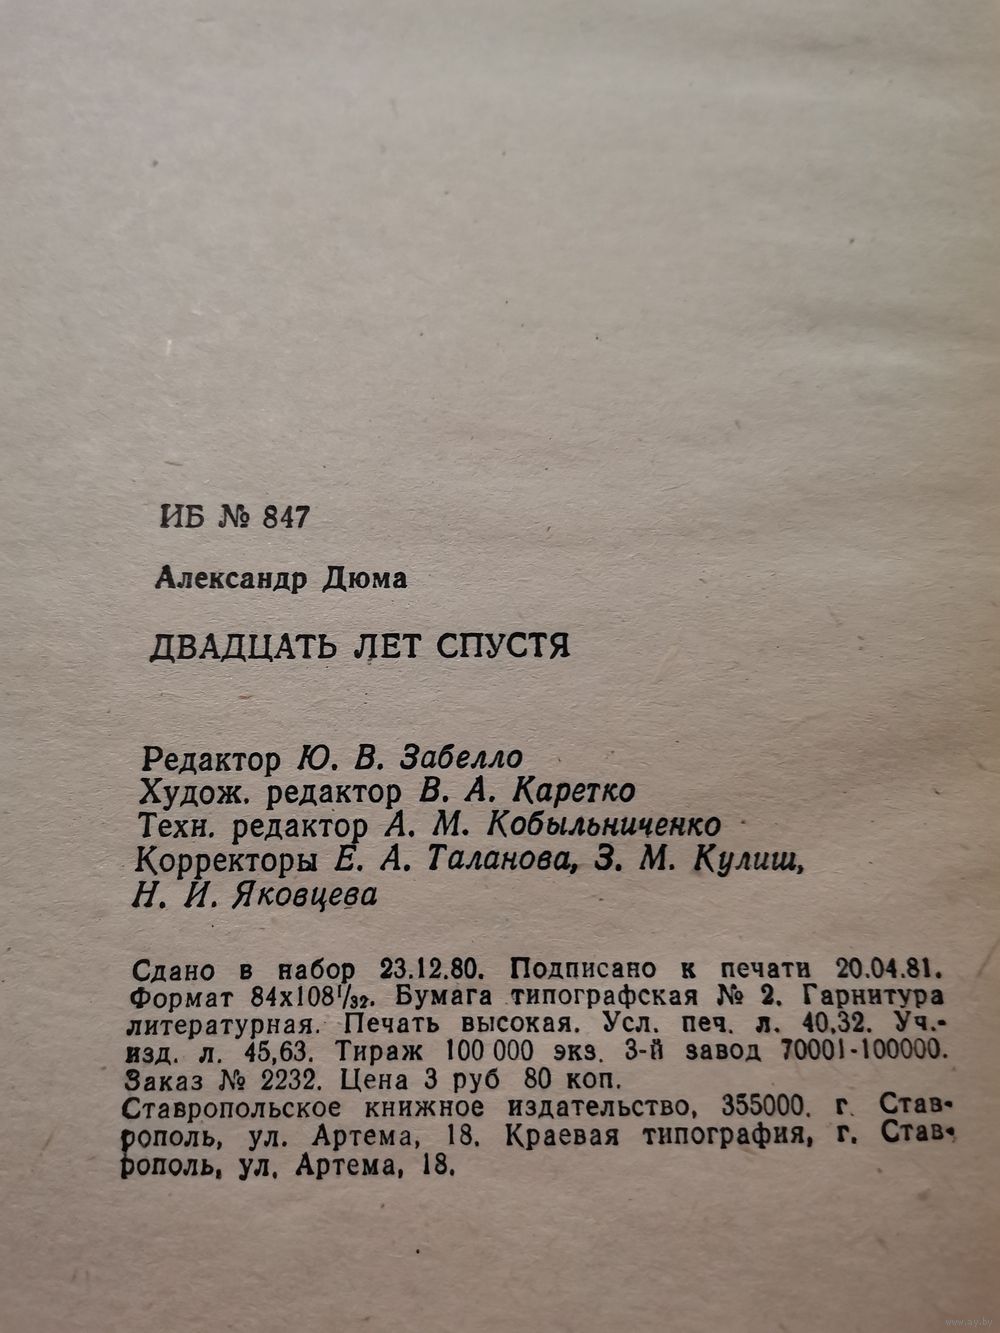 ИБ № 847
Александр Дюма
ДВАДЦАТЬ ЛЕТ СПУСТЯ
Редактор Ю. В. Забелло
Худож. редактор В. А. Каретко
Техн. редактор А. М. Кобыльниченко
Корректоры Е. А. Таланова, З. М. Кулиш,
Н. И. Яковцева
Сдано в набор 23.12.80. Подписано к печати 20.04.81.
Формат 84х108¹/₃₂. Бумага типографская № 2. Гарнитура
литературная. Печать высокая. Усл. печ. л. 40,32. Уч.-
изд. л. 45,63. Тираж 100 000 экз. 3-й завод 70001-100000.
Заказ № 2232. Цена 3 руб 80 коп.
Ставропольское книжное издательство, 355000. г. Став-
рополь, ул. Артема, 18. Краевая типография, г. Став-
рополь, ул. Артема, 18.
www.ay.by